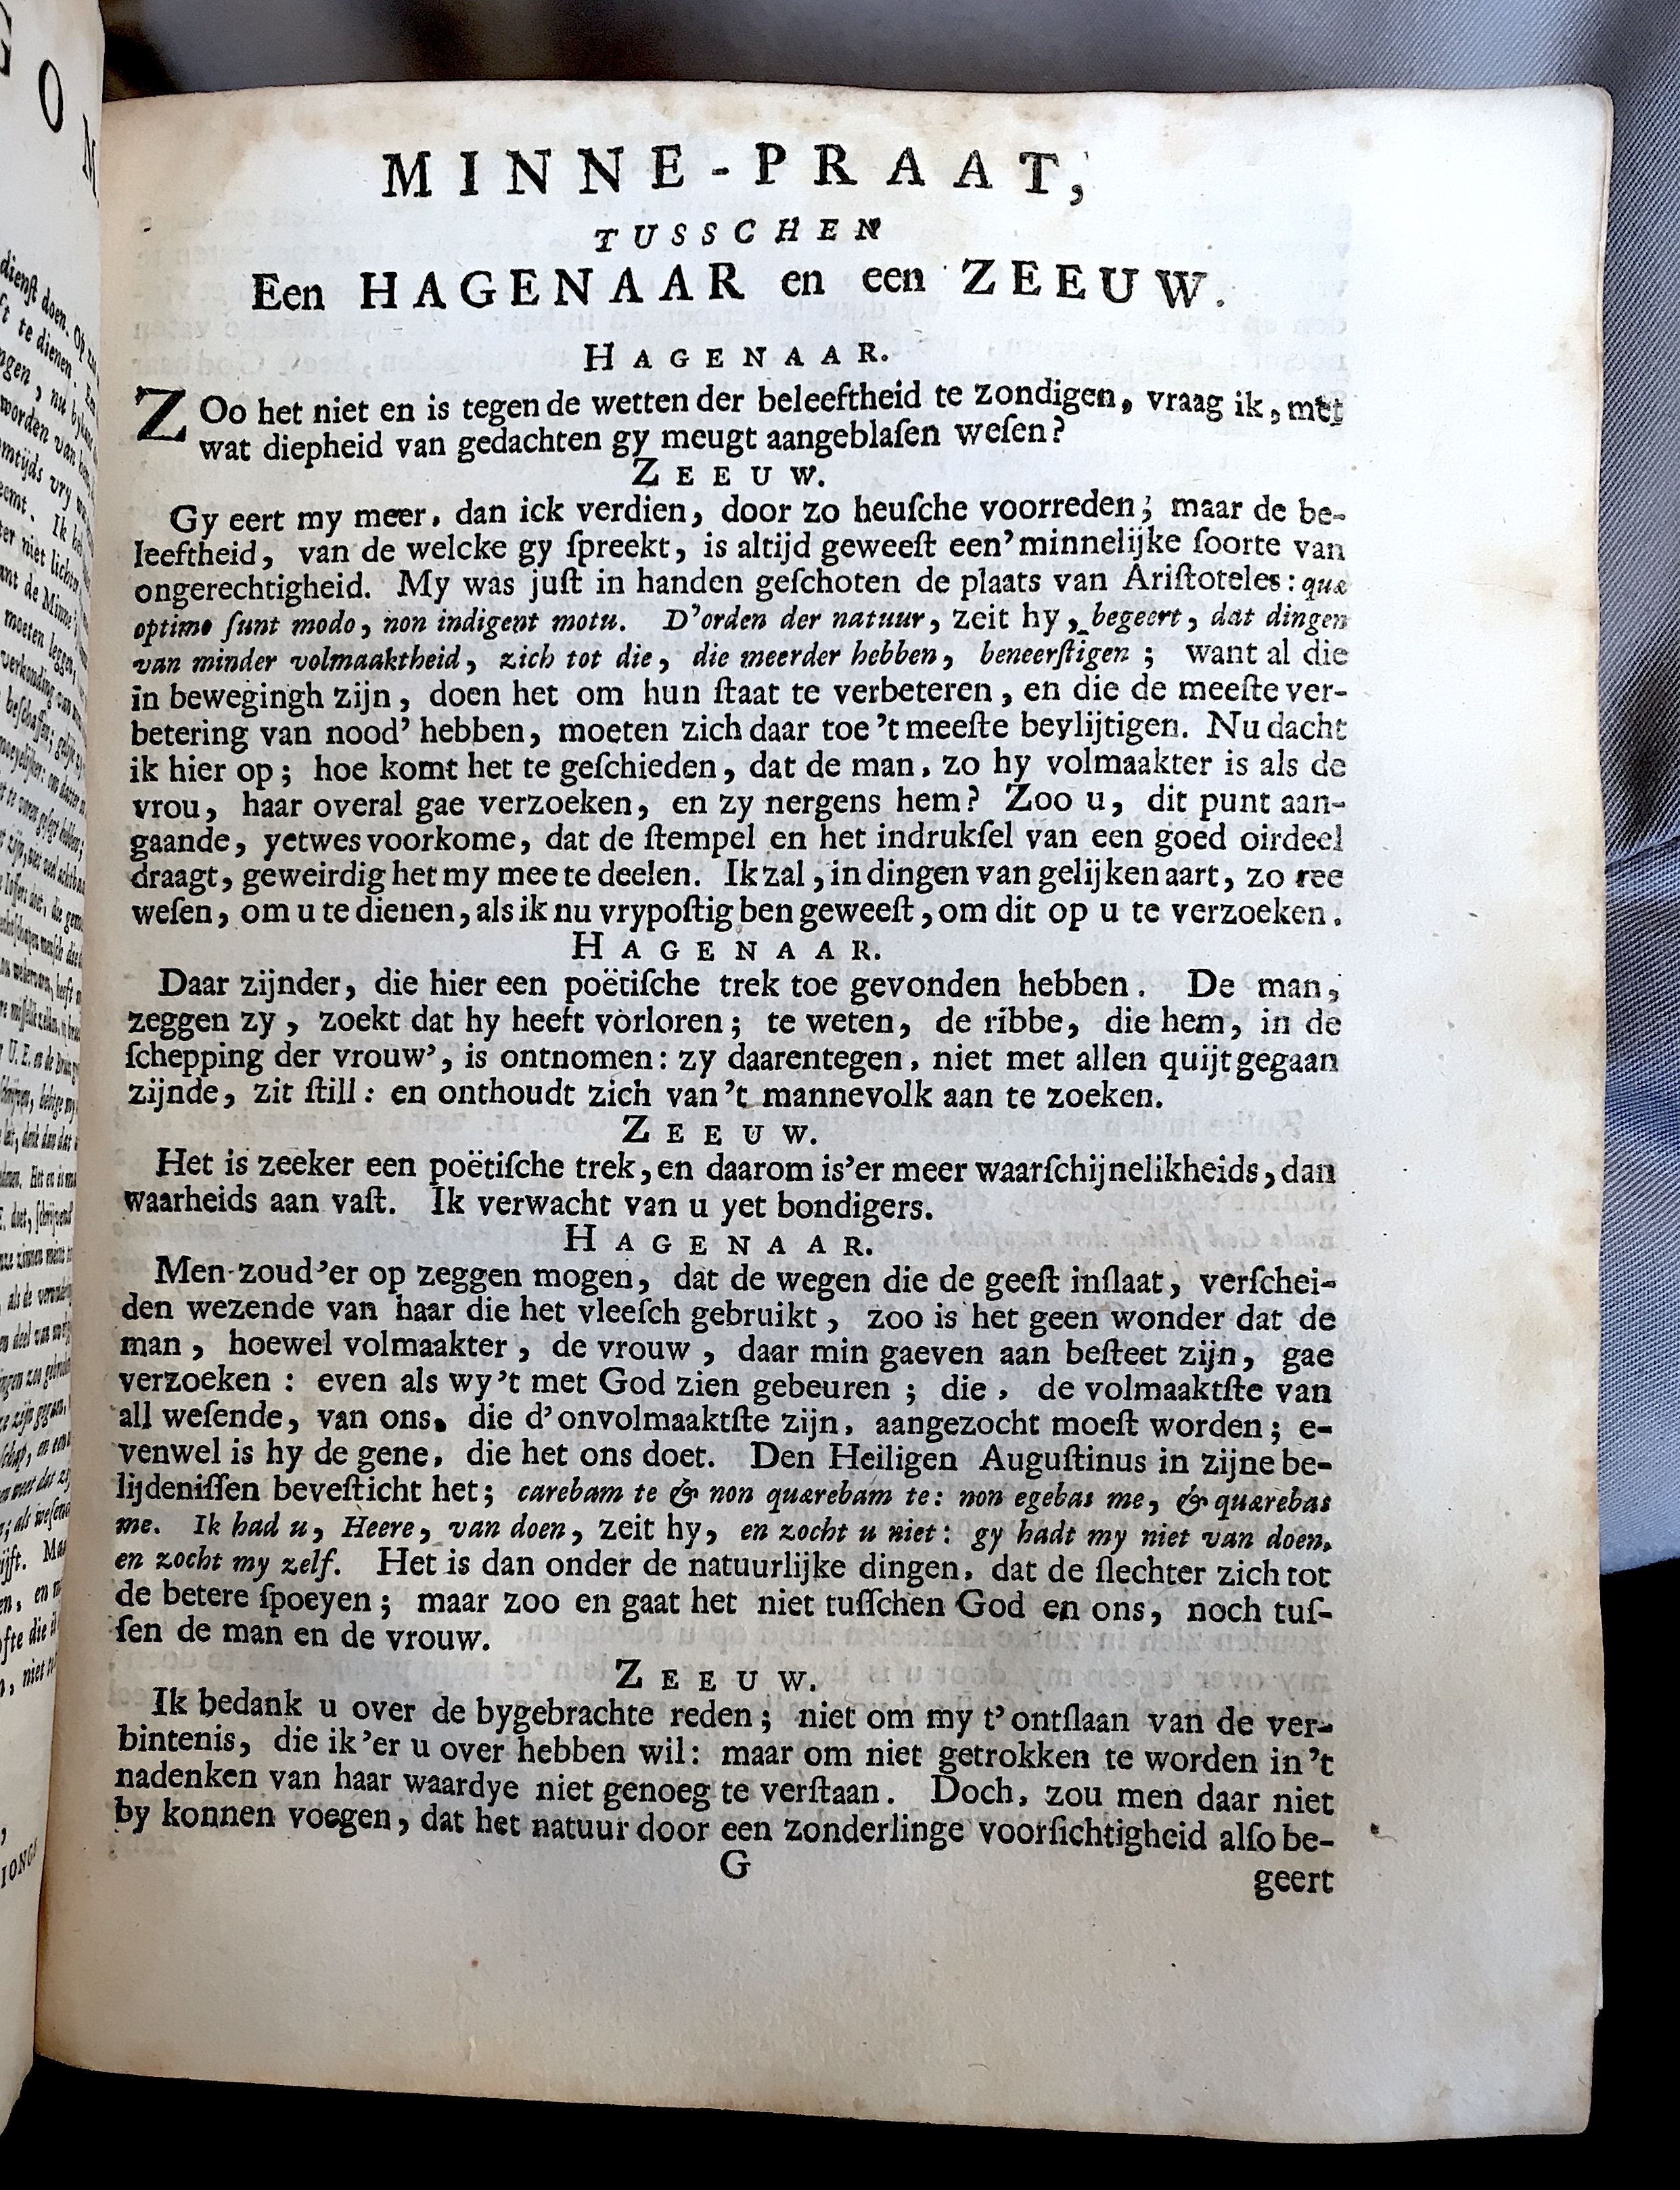 MINNE-PRAAT,
TUSSCHEN
Een HAGENAAR en een ZEEUW.
HAGENAAR.
ZOo het niet en is tegen de wetten der beleeftheid te zondigen, vraag ik, met
wat diepheid van gedachten gy meugt aangeblaſen weſen?
ZEEUW.
Gy eert my meer, dan ick verdien, door zo heuſche voorreden; maar de be-
leeftheid, van de welcke gy ſpreekt, is altijd geweeſt een' minnelijke ſoorte van
ongerechtigheid. My was juſt in handen geſchoten de plaats van Ariſtoteles: quæ
optimo ſunt modo, non indigent motu. D'orden der natuur, zeit hy, begeert, dat dingen
van minder volmaaktheid, zich tot die, die meerder hebben, beneerſtigen; want al die
in bewegingh zijn, doen het om hun ſtaat te verbeteren, en die de meeſte ver-
betering van nood' hebben, moeten zich daar toe 't meeſte beylijtigen. Nu dacht
ik hier op; hoe komt het te geſchieden, dat de man, zo hy volmaakter is als de
vrou, haar overal gae verzoeken, en zy nergens hem? Zoo u, dit punt aan-
gaande, yetwes voorkome, dat de ſtempel en het indrukſel van een goed oirdeel
draagt, geweirdig het my mee te deelen. Ik zal, in dingen van gelijken aart, zo ree
weſen, om u te dienen, als ik nu vrypoſtig ben geweeſt, om dit op u te verzoeken.
HAGENAAR.
Daar zijnder, die hier een poëtiſche trek toe gevonden hebben. De man,
zeggen zy, zoekt dat hy heeft vorloren; te weten, de ribbe, die hem, in de
ſchepping der vrouw', is ontnomen: zy daarentegen, niet met allen quijt gegaan
zijnde, zit ſtill: en onthoudt zich van 't mannevolk aan te zoeken.
ZEEUW.
Het is zeeker een poëtiſche trek, en daarom is'er meer waarſchijnelikheids, dan
waarheids aan vaſt. Ik verwacht van u yet bondigers.
HAGENAAR.
Men zoud'er op zeggen mogen, dat de wegen die de geeſt inſlaat, verſchei-
den wezende van haar die het vleeſch gebruikt, zoo is het geen wonder dat de
man, hoewel volmaakter, de vrouw, daar min gaeven aan beſteet zijn, gae
verzoeken: even als wy 't met God zien gebeuren; die, de volmaaktſte van
all weſende, van ons, die d'onvolmaaktſte zijn, aangezocht moeſt worden; e-
venwel is hy de gene, die het ons doet. Den Heiligen Auguſtinus in zijne be-
lijdeniſſen beveſticht het; carebam te & non quærebam te: non egebas me, & quærebas
me. Ik had u, Heere, van doen, zeit hy, en zocht u niet: gy hadt my niet van doen,
en zocht my zelf. Het is dan onder de natuurlijke dingen, dat de ſlechter zich tot
de betere ſpoeyen; maar zoo en gaat het niet tuſſchen God en ons, noch tuſ-
ſen de man en de vrouw.
ZEEUW.
Ik bedank u over de bygebrachte reden; niet om my t'ontſlaan van de ver-
bintenis, die ik 'er u over hebben wil: maar om niet getrokken te worden in 't
nadenken van haar waardye niet genoeg te verſtaan. Doch, zou men daar niet
by konnen voegen, dat het natuur door een zonderlinge voorſichtigheid alſo be-
G
geert